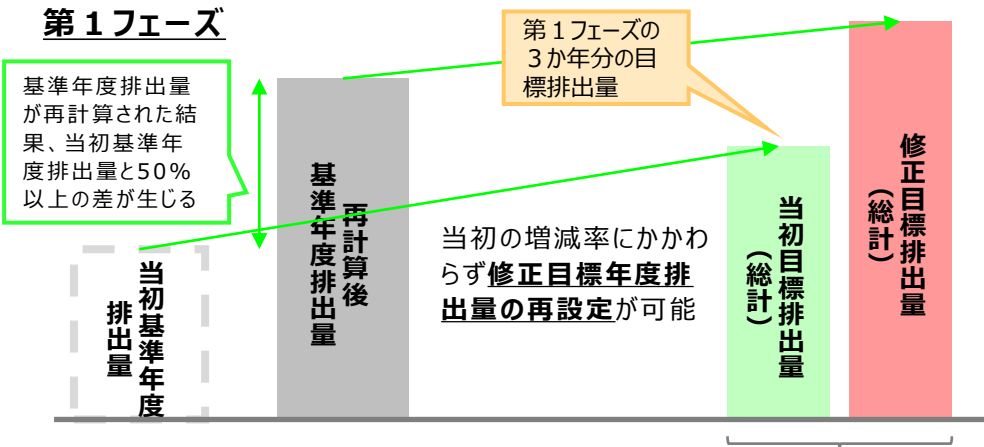 第１フェーズ
基準年度排出量
が再計算された結
果、当初基準年
度排出量と50%
以上の差が生じる
第１フェーズの
３か年分の目
標排出量
当初の増減率にかかわ
らず修正目標年度排
出量の再設定が可能
当初基準年度
排出量
再計算後
基準年度排出量
当初目標排出量
（総計）
修正目標排出量
（総計）